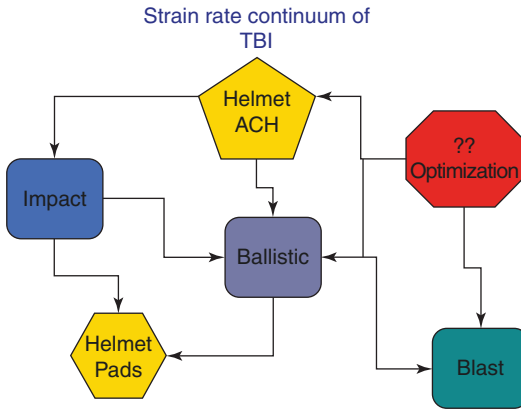 Strain rate continuum of
TBI
Helmet
ACH
??
Optimization
Impact
Ballistic
Helmet
Pads
Blast